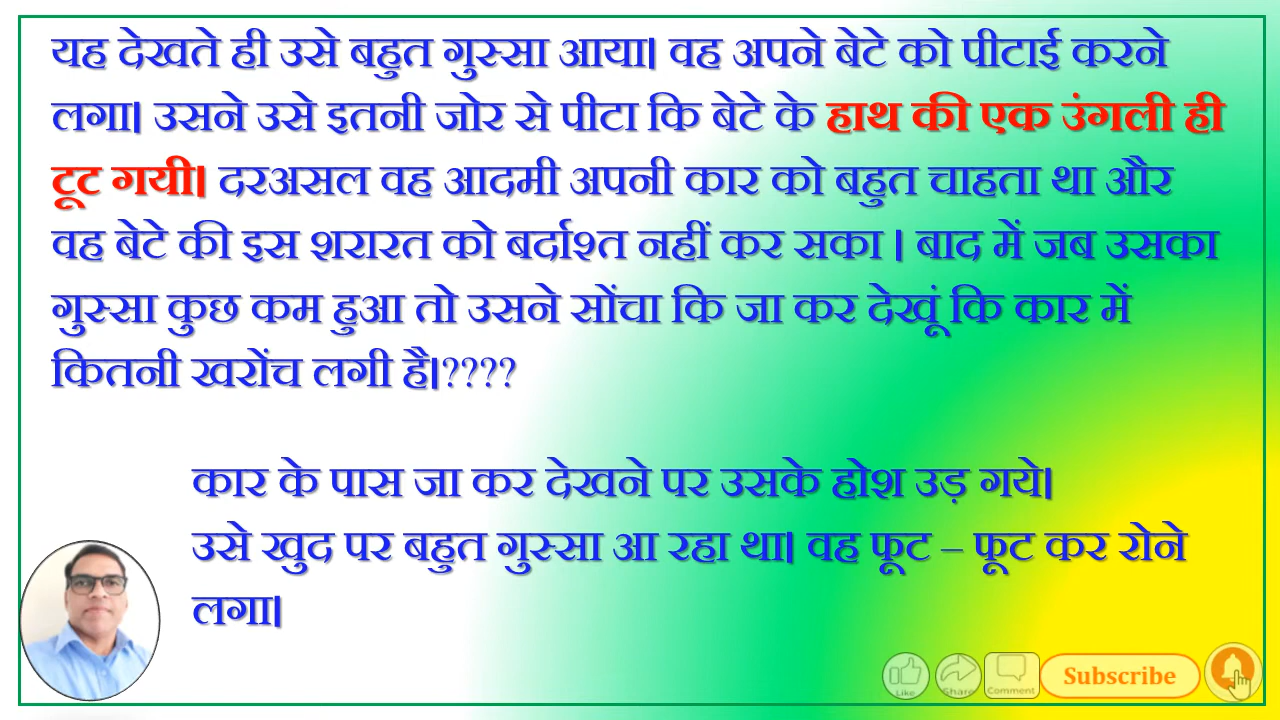 यह देखते ही उसे बहुत गुस्सा आया। वह अपने बेटे को पीटाई करने
लगा। उसने उसे इतनी जोर से पीटा कि बेटे के हाथ की एक उंगली ही
टूट गयी। दरअसल वह आदमी अपनी कार को बहुत चाहता था और
वह बेटे की इस शरारत को बर्दाश्त नहीं कर सका । बाद में जब उसका
गुस्सा कुछ कम हुआ तो उसने सोंचा कि जा कर देखूं कि कार में
कितनी खरोंच लगी है।????
कार के पास जा कर देखने पर उसके होश उड़ गये।
उसे खुद पर बहुत गुस्सा आ रहा था। वह फूट – फूट कर रोने
लगा।
Like Share Comment Subscribe